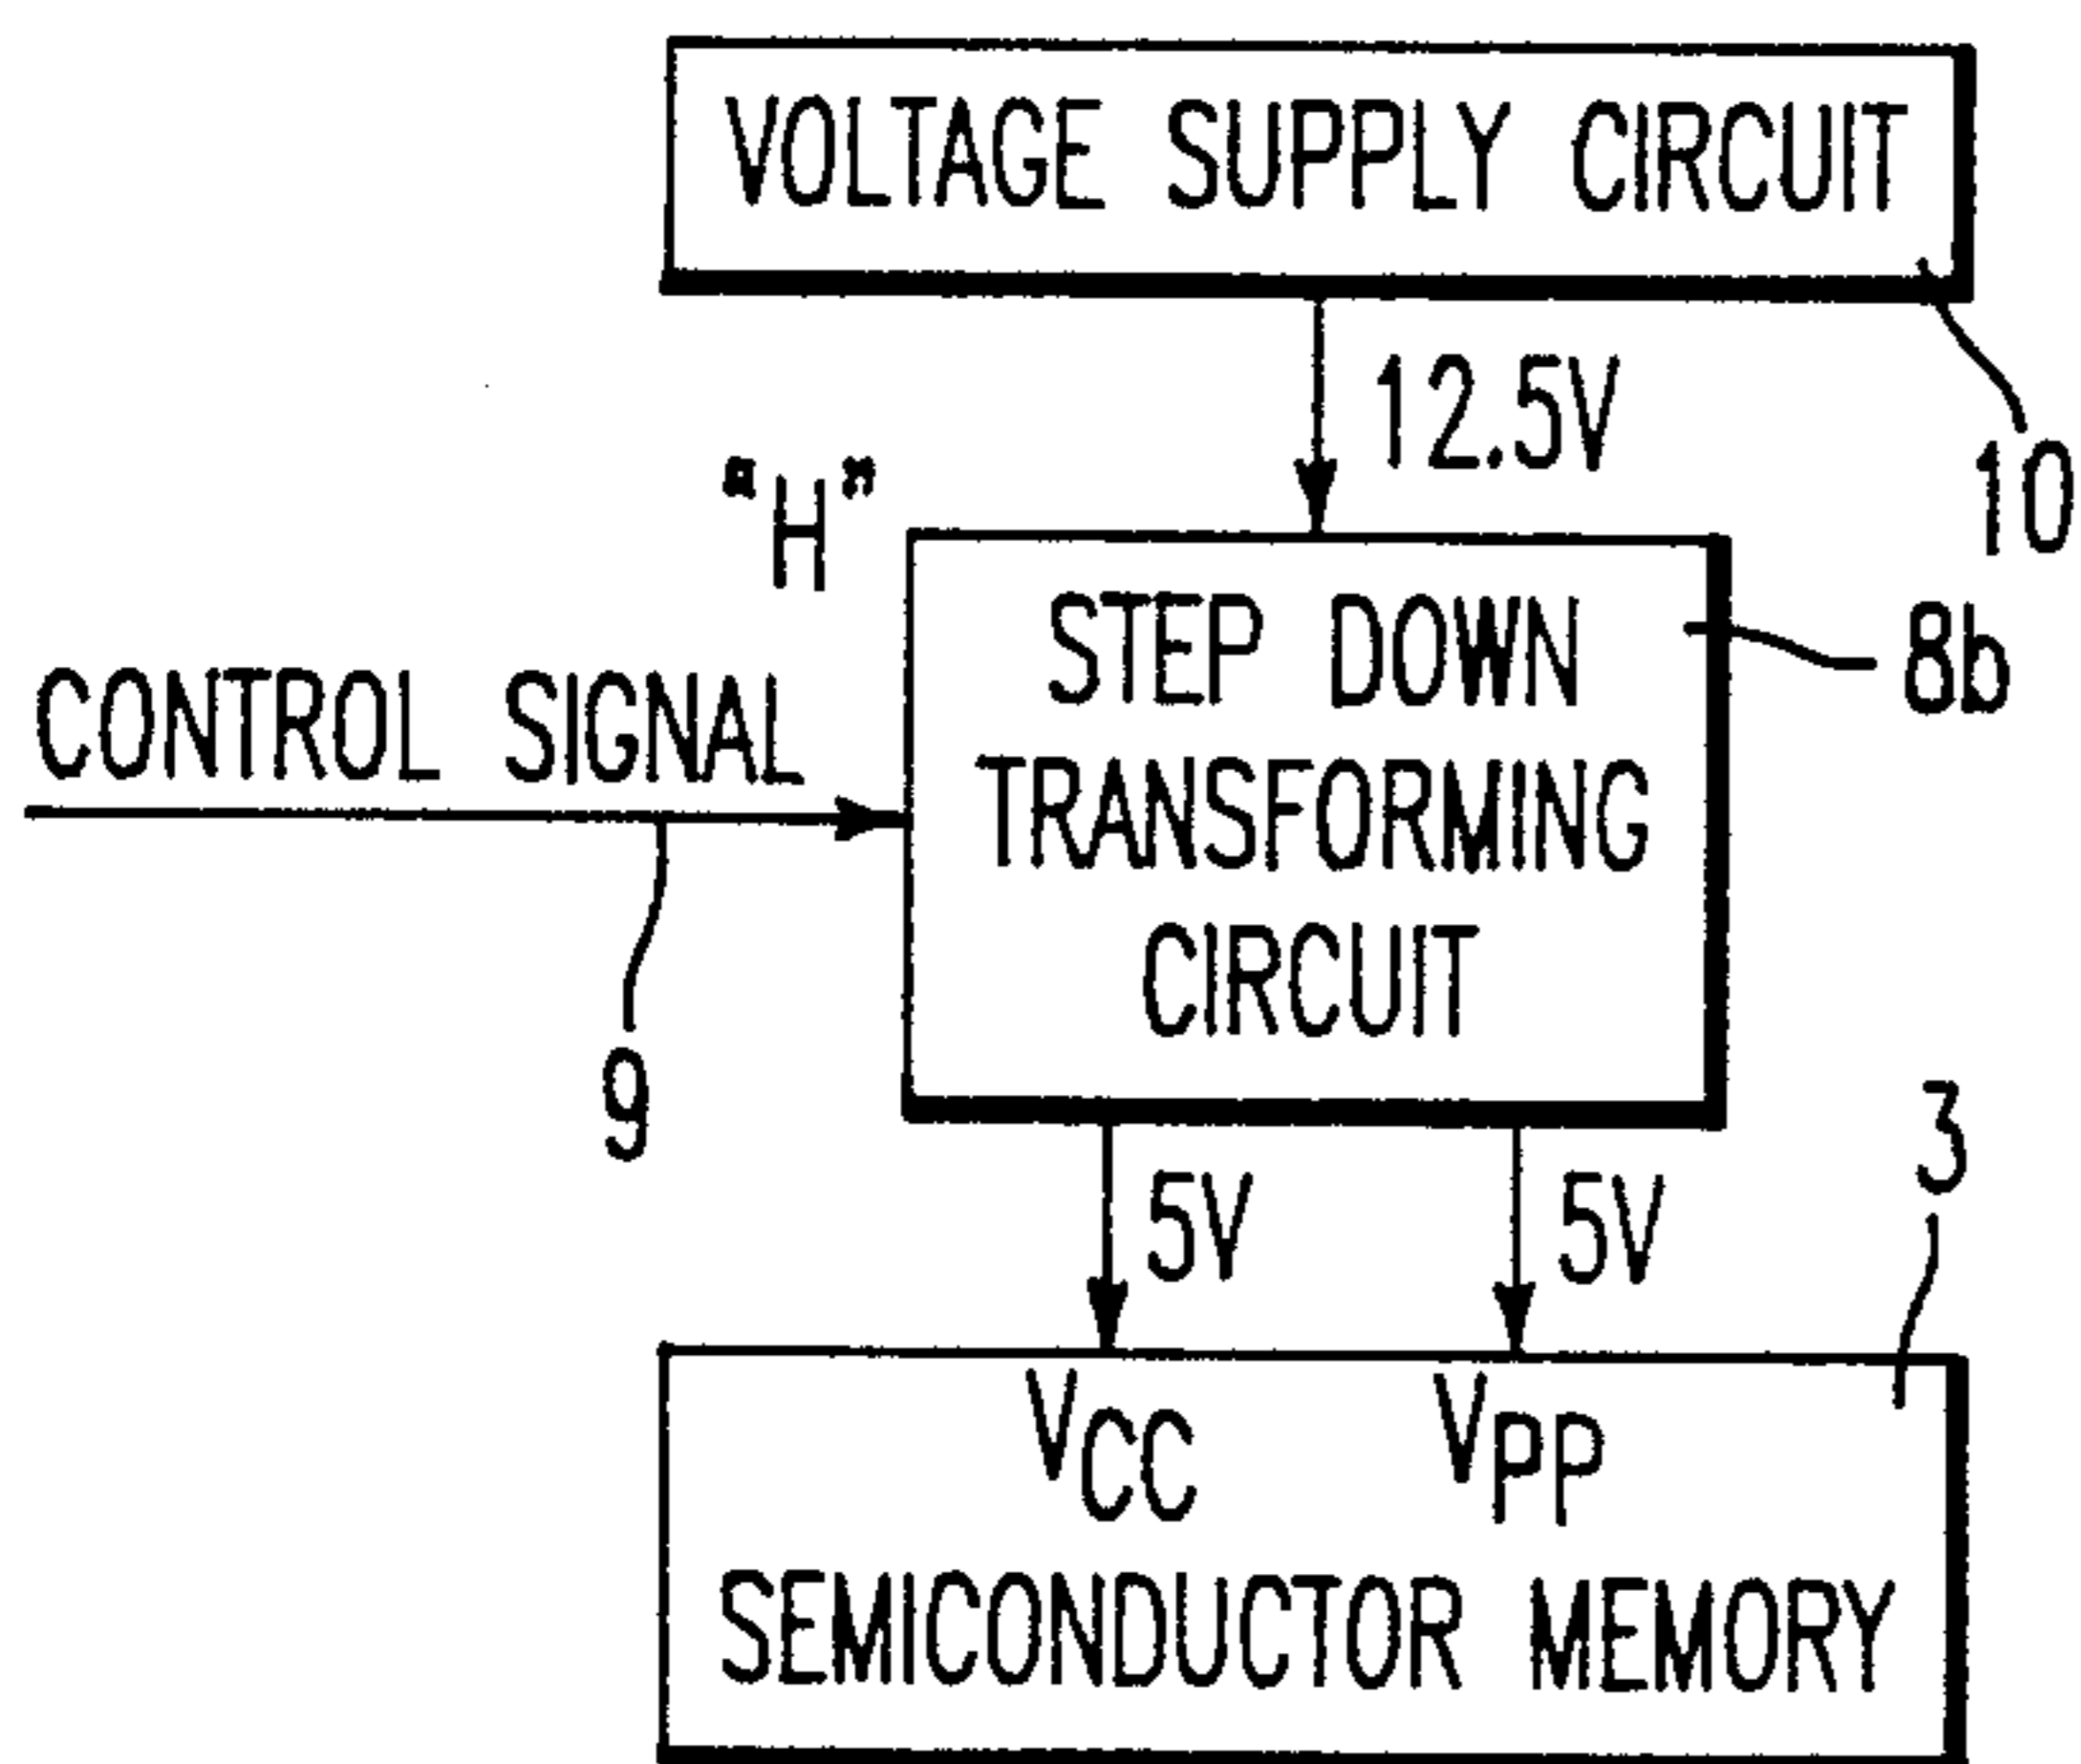 VOLTAGE SUPPLY CIRCUIT
12.5V
10
"H"
STEP DOWN
TRANSFORMING
CIRCUIT
8b
CONTROL SIGNAL
9
5V
5V
3
VCC
VPP
SEMICONDUCTOR MEMORY